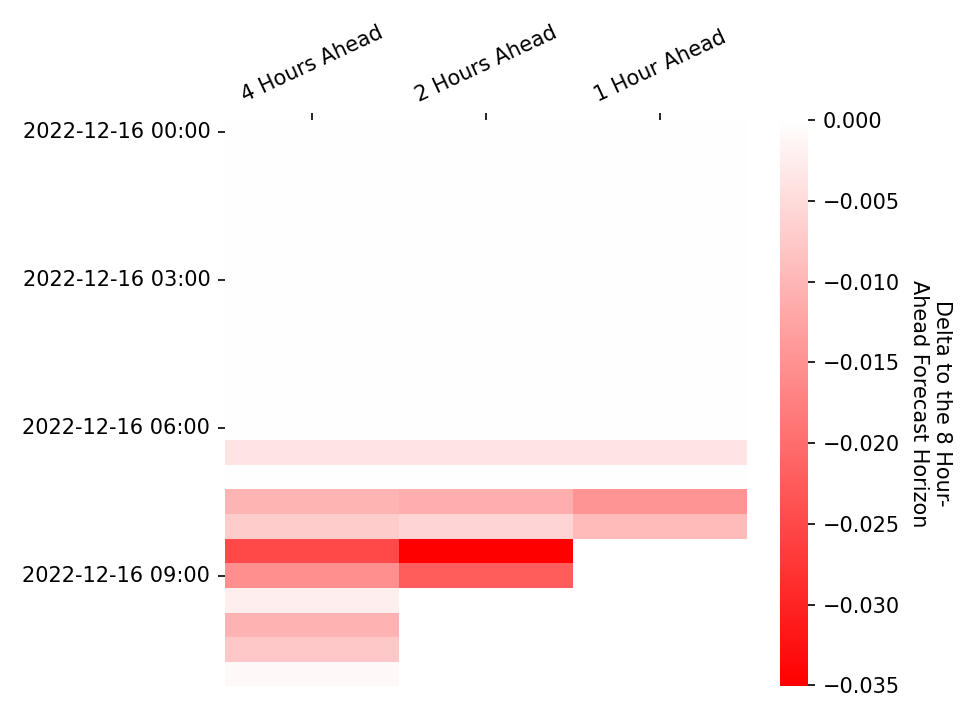 4 Hours Ahead
2 Hours Ahead
1 Hour Ahead
2022-12-16 00:00
2022-12-16 03:00
2022-12-16 06:00
2022-12-16 09:00
0.000
−0.005
−0.010
−0.015
−0.020
−0.025
−0.030
−0.035
Delta to the 8 Hour-
Ahead Forecast Horizon